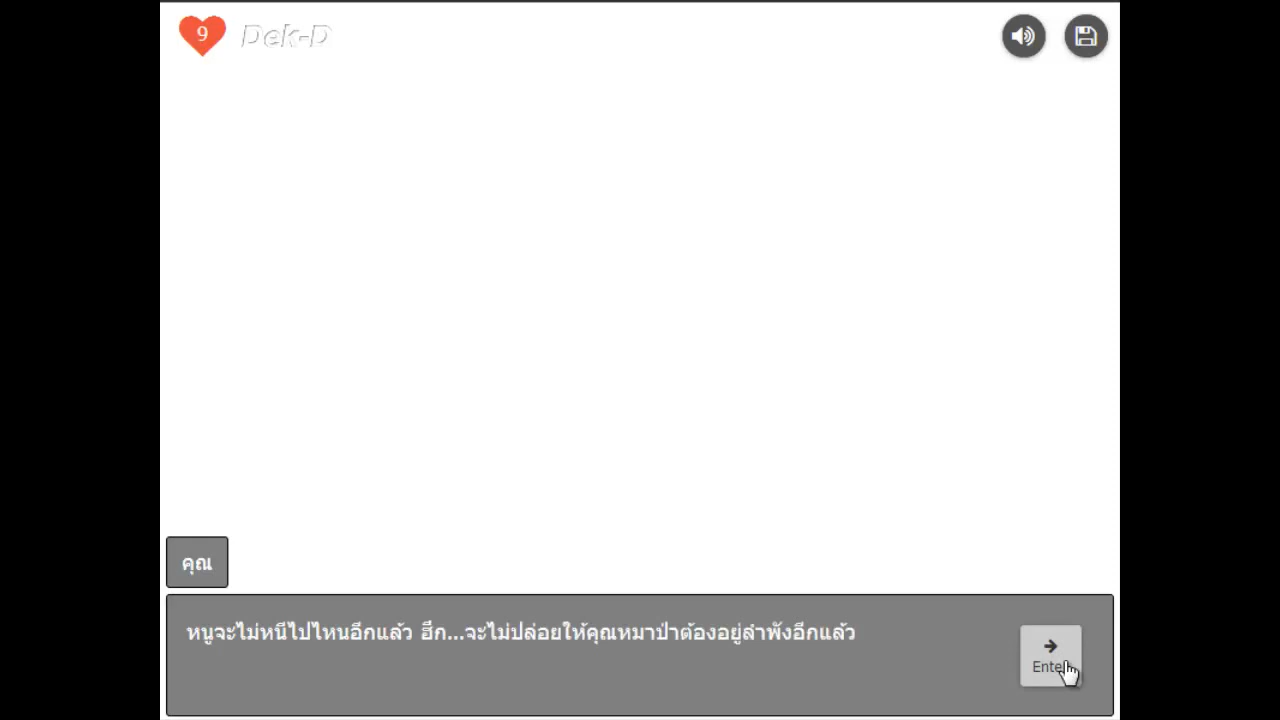 9
Dek-D
คุณ
หนูจะไม่หนีไปไหนอีกแล้ว ฮึก...จะไม่ปล่อยให้คุณหมาป่าต้องอยู่ลำพังอีกแล้ว
Enter